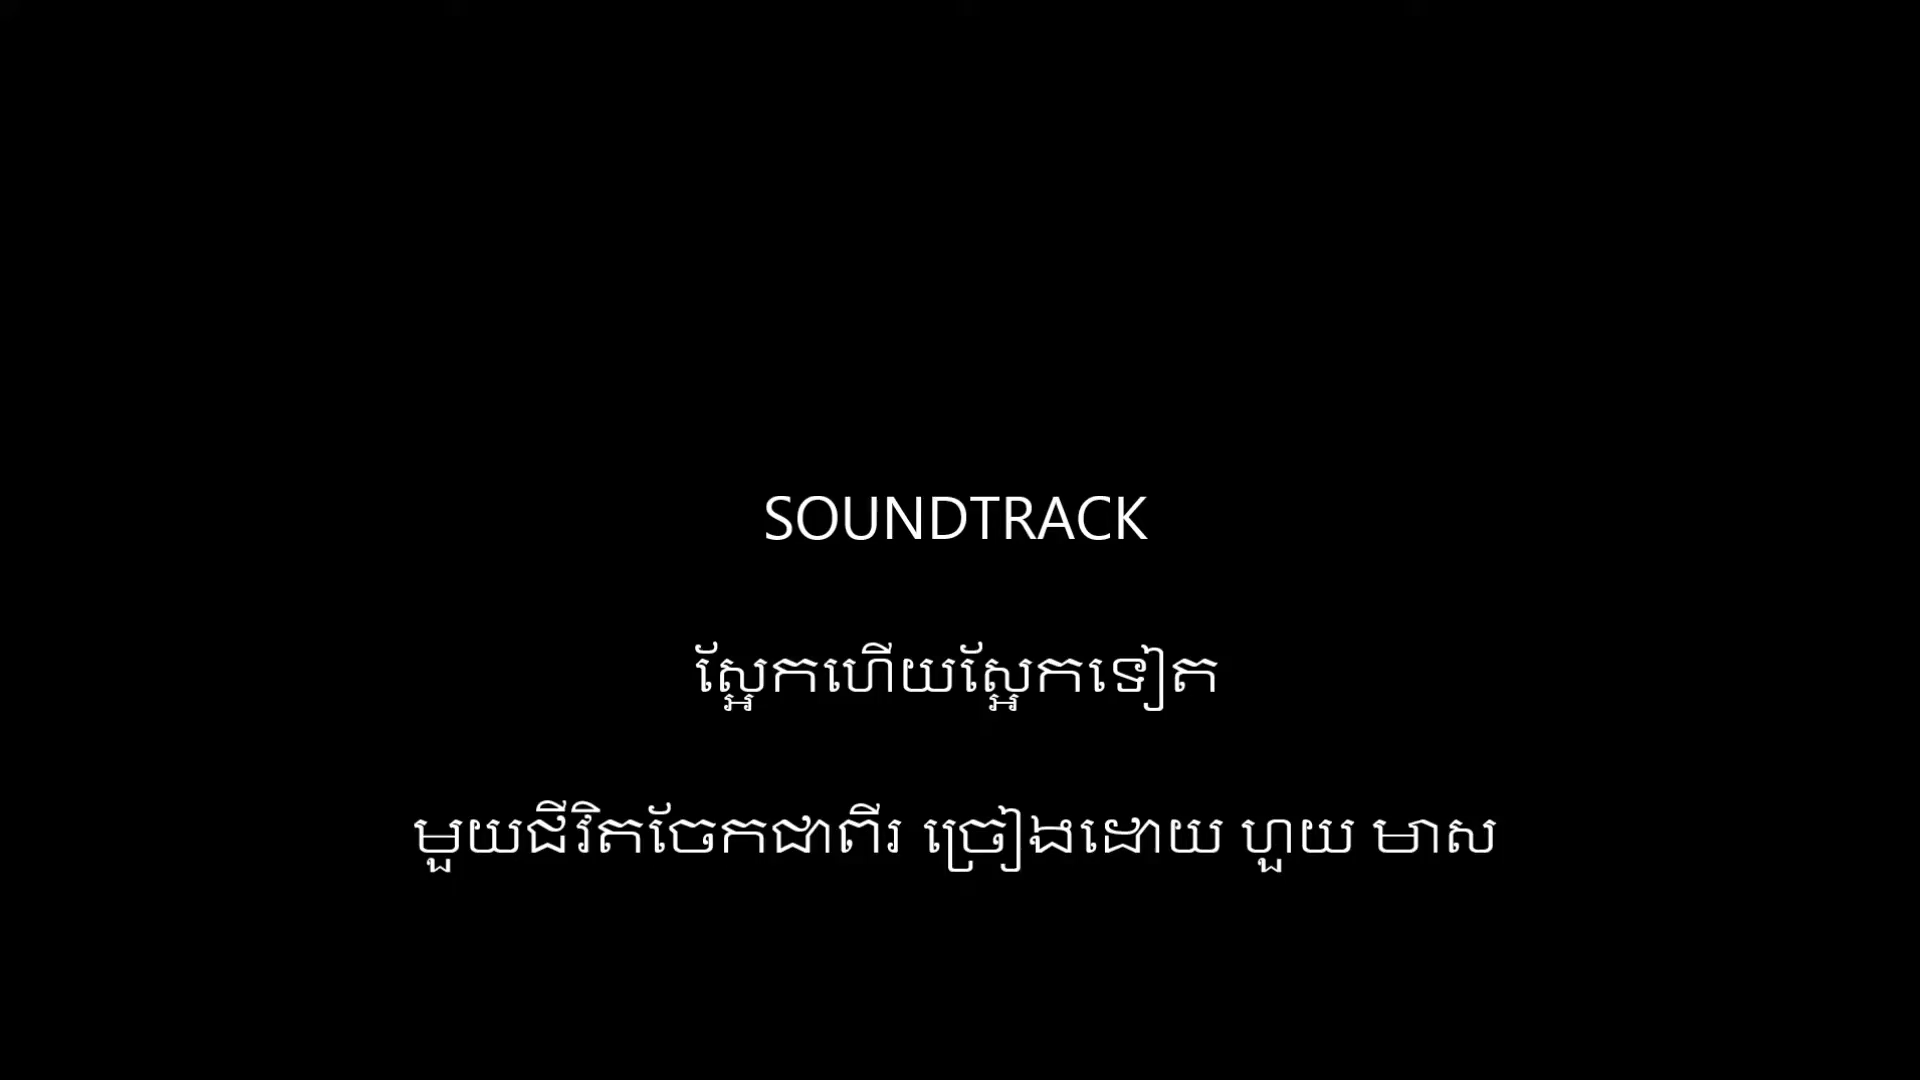 SOUNDTRACK
ស្អែកហើយស្អែកទៀត
មួយជីវិតចែកជាពីរ ច្រៀងដោយ ហួយ មាស